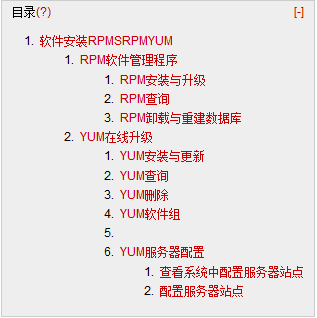 目录(?) [-]
1. 软件安装RPMSRPMYUM
1. RPM软件管理程序
1. RPM安装与升级
2. RPM查询
3. RPM卸载与重建数据库
2. YUM在线升级
1. YUM安装与更新
2. YUM查询
3. YUM删除
4. YUM软件组
5.
6. YUM服务器配置
1. 查看系统中配置服务器站点
2. 配置服务器站点